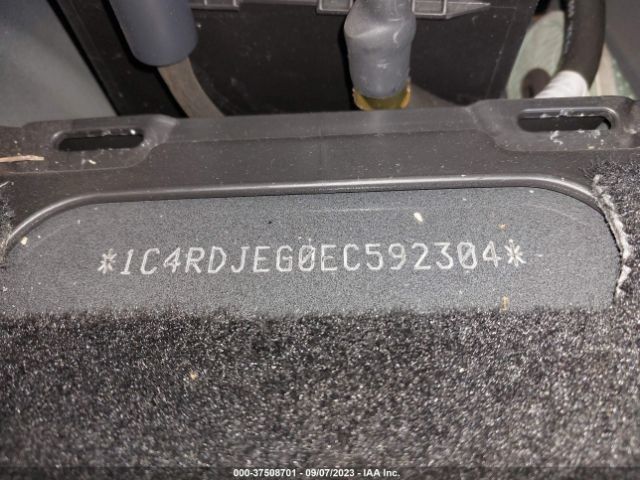 *1C4RDJEG0EC592304*
000-37508701 - 09/07/2023 - IAA Inc.